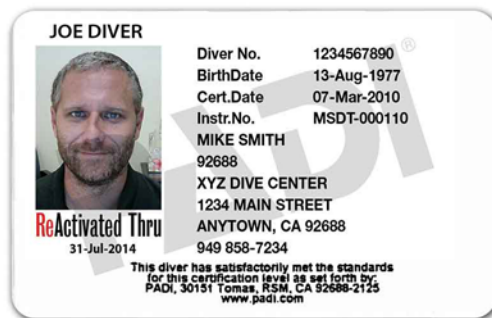 JOE DIVER
Diver No. 1234567890
BirthDate 13-Aug-1977
Cert.Date 07-Mar-2010
Instr.No. MSDT-000110
MIKE SMITH
92688
XYZ DIVE CENTER
1234 MAIN STREET
ANYTOWN, CA 92688
949 858-7234
ReActivated Thru
31-Jul-2014
PADI®
This diver has satisfactorily met the standards
for this certification level as set forth by:
PADI, 30151 Tomas, RSM, CA 92688-2125
www.padi.com